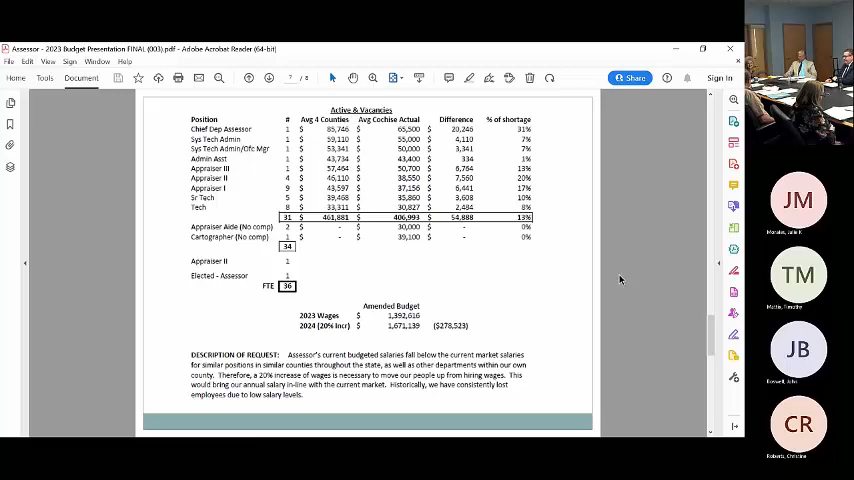 Assessor - 2023 Budget Presentation FINAL (003).pdf - Adobe Acrobat Reader (64-bit)
File Edit View Sign Window Help
Home Tools Document 7 / 8 Share Sign In
Active & Vacancies
Position # Avg 4 Counties Avg Cochise Actual Difference % of shortage
Chief Dep Assessor 1 $ 85,746 $ 65,500 $ 20,246 31%
Sys Tech Admin 1 $ 59,110 $ 55,000 $ 4,110 7%
Sys Tech Admin/Ofc Mgr 1 $ 53,341 $ 50,000 $ 3,341 7%
Admin Asst 1 $ 43,734 $ 43,400 $ 334 1%
Appraiser III 1 $ 57,464 $ 50,700 $ 6,764 13%
Appraiser II 4 $ 46,110 $ 38,550 $ 7,560 20%
Appraiser I 9 $ 43,597 $ 37,156 $ 6,441 17%
Sr Tech 5 $ 39,468 $ 35,860 $ 3,608 10%
Tech 8 $ 33,311 $ 30,827 $ 2,484 8%
31 $ 461,881 $ 406,993 $ 54,888 13%
Appraiser Aide (No comp) 2 $ - $ 30,000 $ - 0%
Cartographer (No comp) 1 $ - $ 39,100 $ - 0%
34
Appraiser II 1
Elected - Assessor 1
FTE 36
Amended Budget
2023 Wages $ 1,392,616
2024 (20% Incr) $ 1,671,139 ($278,523)
DESCRIPTION OF REQUEST: Assessor's current budgeted salaries fall below the current market salaries
for similar positions in similar counties throughout the state, as well as other departments within our own
county. Therefore, a 20% increase of wages is necessary to move our people up from hiring wages. This
would bring our annual salary in-line with the current market. Historically, we have consistently lost
employees due to low salary levels.
JM
Morales, Julie K
TM
Mattix, Timothy
JB
Boswell, John
CR
Roberts, Christine